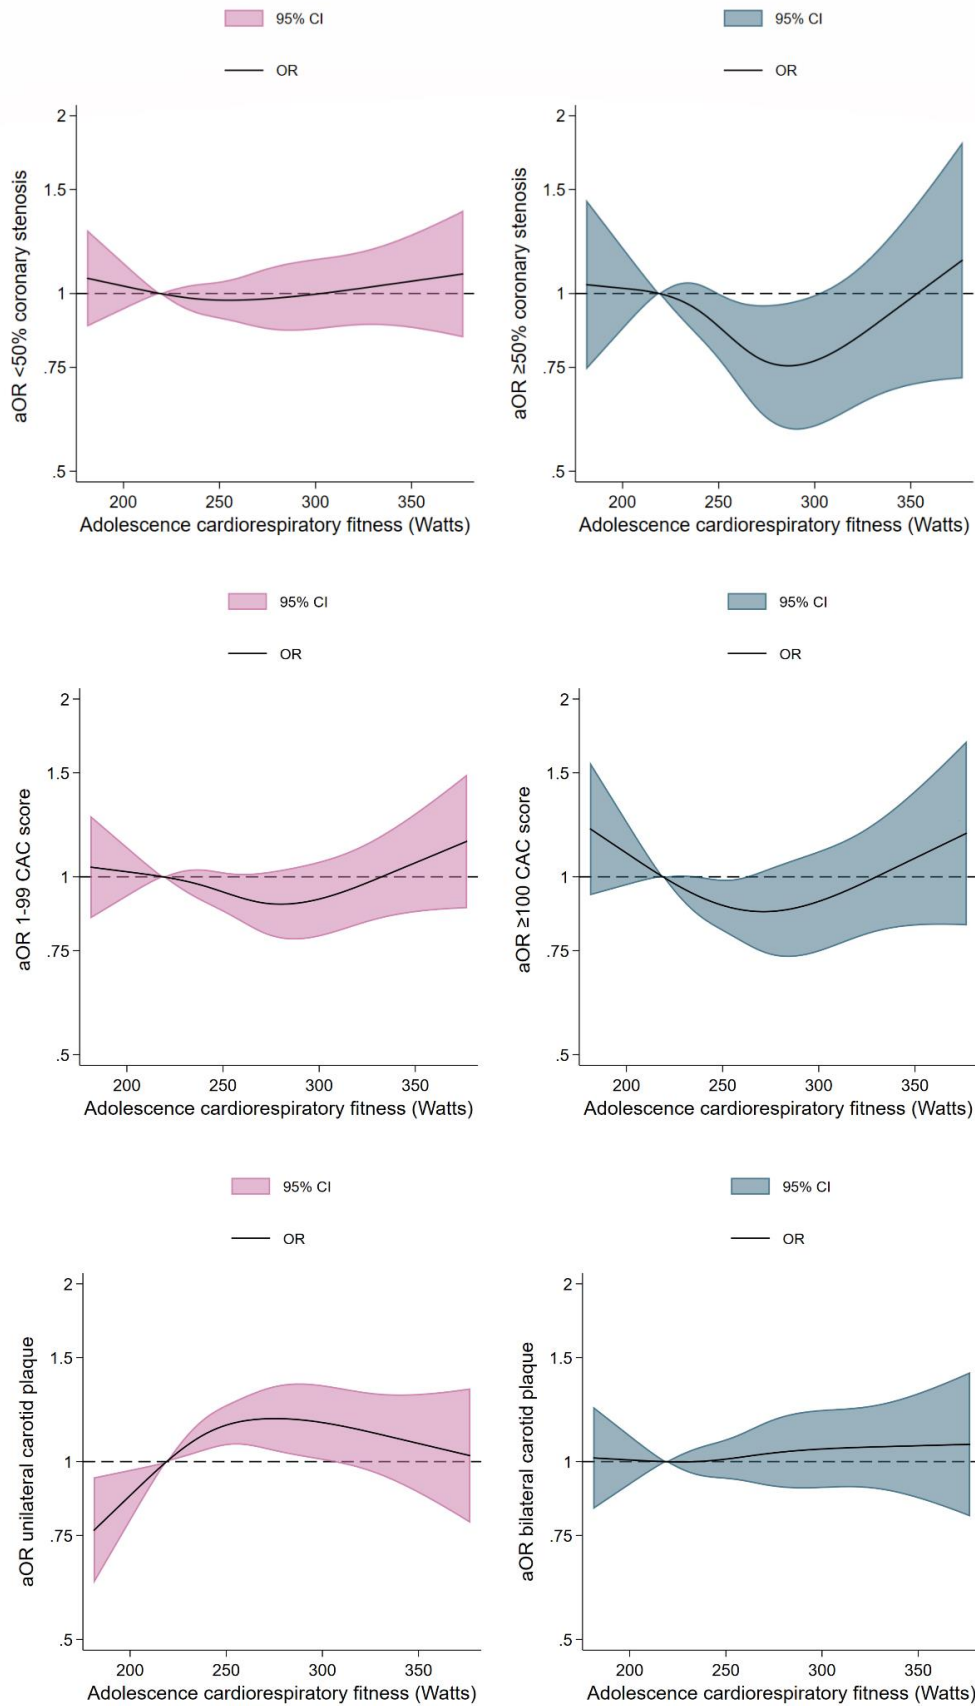 95% CI
OR
aOR <50% coronary stenosis
2
1.5
1
.75
.5
200 250 300 350
Adolescence cardiorespiratory fitness (Watts)
95% CI
OR
aOR ≥50% coronary stenosis
2
1.5
1
.75
.5
200 250 300 350
Adolescence cardiorespiratory fitness (Watts)
95% CI
OR
aOR 1-99 CAC score
2
1.5
1
.75
.5
200 250 300 350
Adolescence cardiorespiratory fitness (Watts)
95% CI
OR
aOR ≥100 CAC score
2
1.5
1
.75
.5
200 250 300 350
Adolescence cardiorespiratory fitness (Watts)
95% CI
OR
aOR unilateral carotid plaque
2
1.5
1
.75
.5
200 250 300 350
Adolescence cardiorespiratory fitness (Watts)
95% CI
OR
aOR bilateral carotid plaque
2
1.5
1
.75
.5
200 250 300 350
Adolescence cardiorespiratory fitness (Watts)